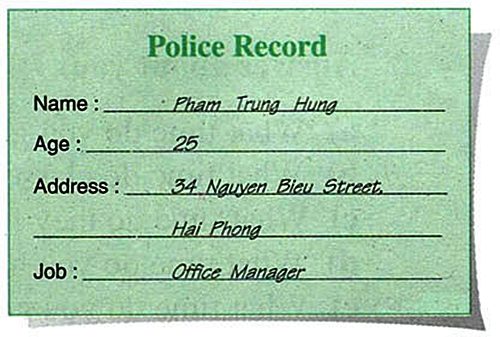 Police Record
Name : Pham Trung Hung
Age : 25
Address : 34 Nguyen Bieu Street,
Hai Phong
Job : Office Manager